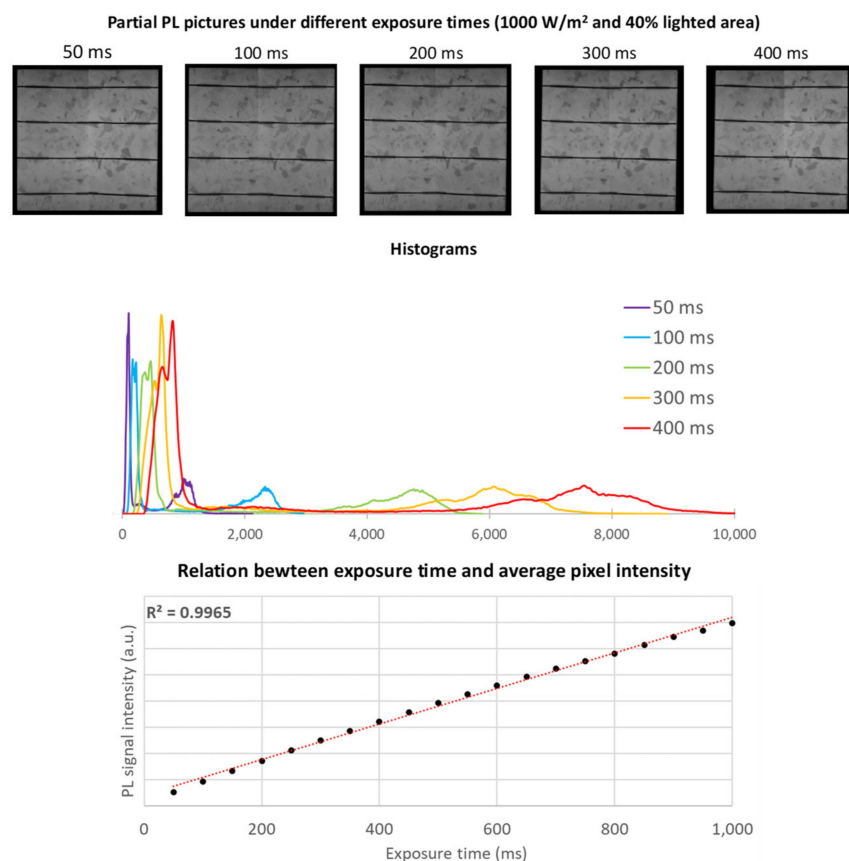 Partial PL pictures under different exposure times (1000 W/m² and 40% lighted area)
50 ms 100 ms 200 ms 300 ms 400 ms
Histograms
50 ms
100 ms
200 ms
300 ms
400 ms
0 2,000 4,000 6,000 8,000 10,000
Relation bewteen exposure time and average pixel intensity
R² = 0.9965
PL signal intensity (a.u.)
0 200 400 600 800 1,000
Exposure time (ms)